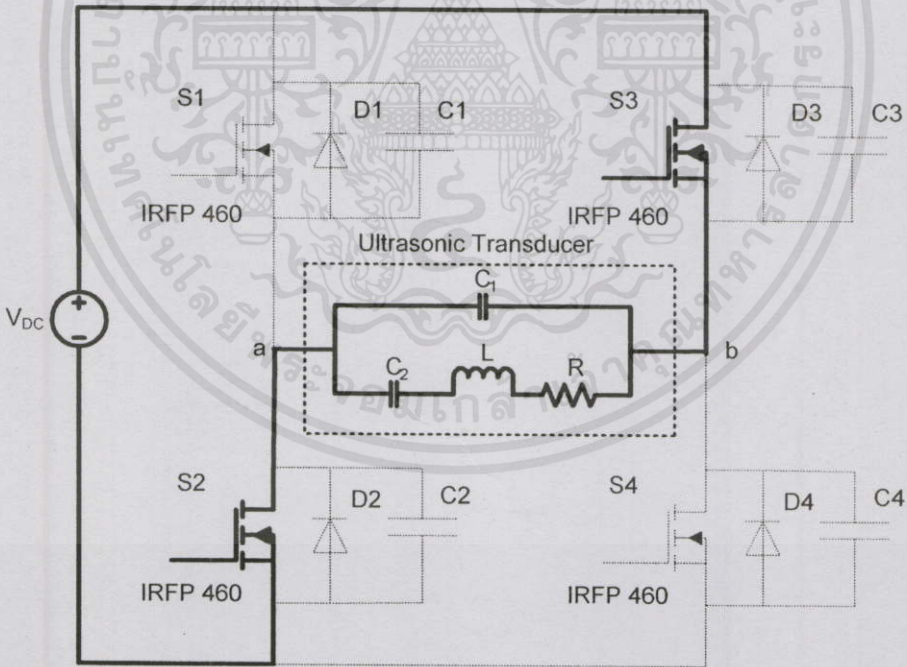 S1
D1
C1
IRFP 460
S3
D3
C3
IRFP 460
Ultrasonic Transducer
C₁
V_DC
+
−
a
C₂
L
R
b
S2
D2
C2
IRFP 460
S4
D4
C4
IRFP 460